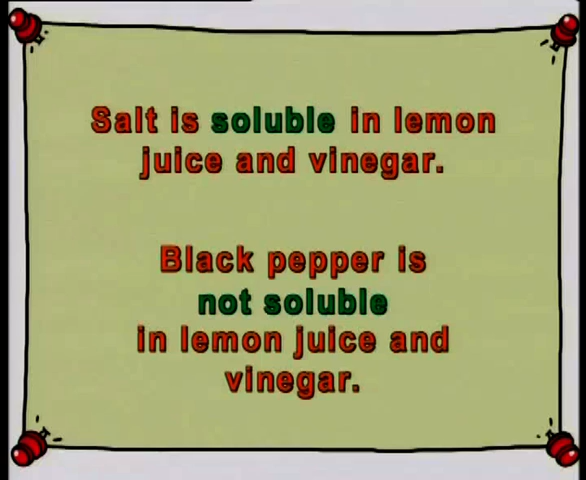 Salt is soluble in lemon
juice and vinegar.
Black pepper is
not soluble
in lemon juice and
vinegar.